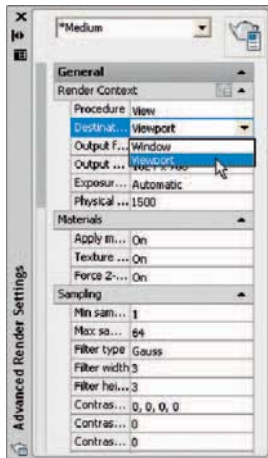 *Medium
General
Render Context
Procedure View
Destinat... Viewport
Output f... Window
Viewport
Output ...
Exposur... Automatic
Physical ... 1500
Materials
Apply m... On
Texture ... On
Force 2-... On
Sampling
Min sam... 1
Max sa... 64
Filter type Gauss
Filter width 3
Filter hei... 3
Contras... 0, 0, 0, 0
Contras... 0
Contras... 0
Advanced Render Settings